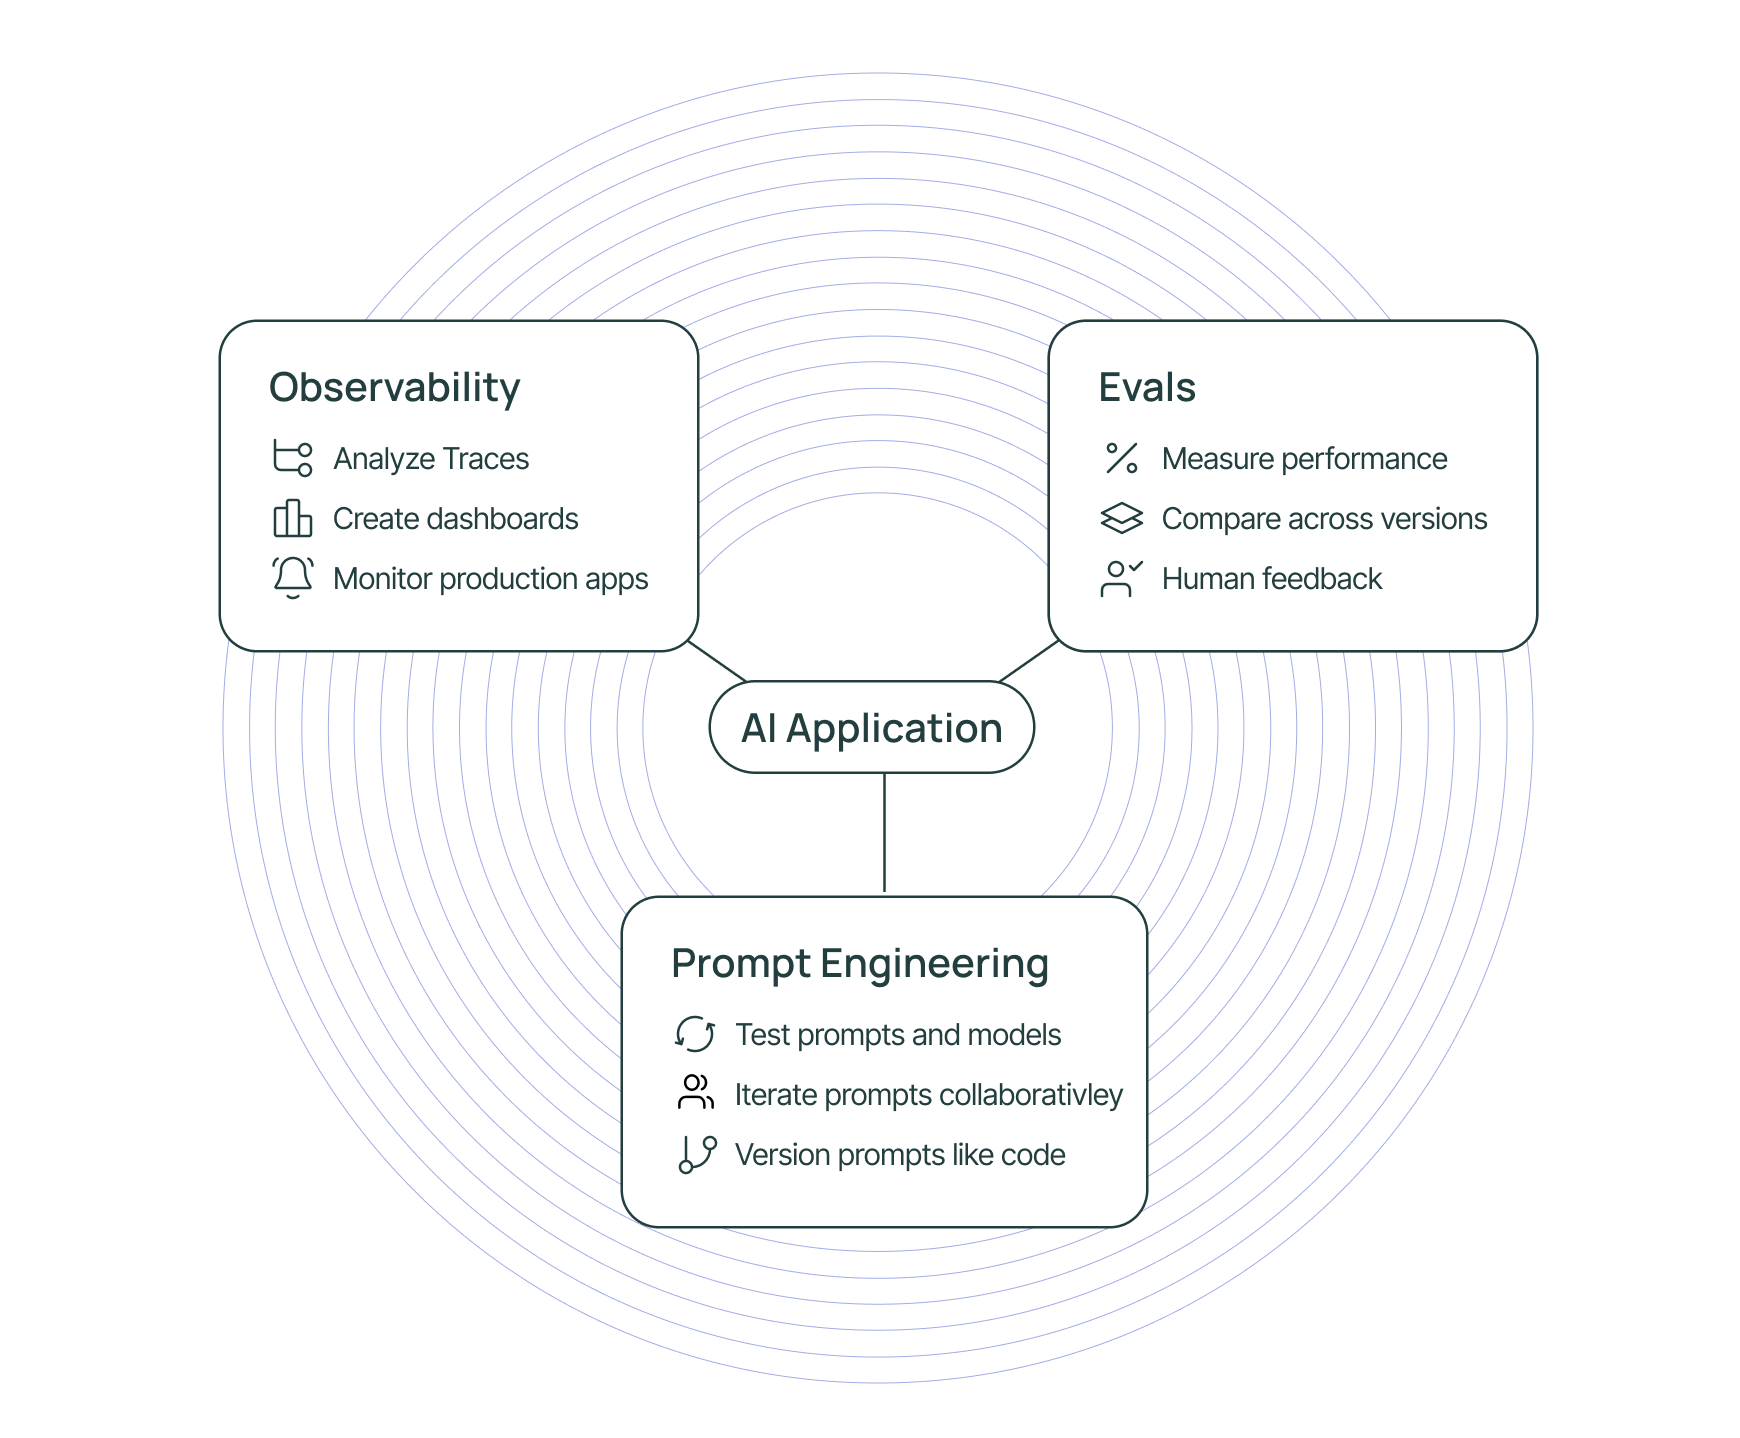 Observability
Analyze Traces
Create dashboards
Monitor production apps
Evals
Measure performance
Compare across versions
Human feedback
AI Application
Prompt Engineering
Test prompts and models
Iterate prompts collaborativley
Version prompts like code